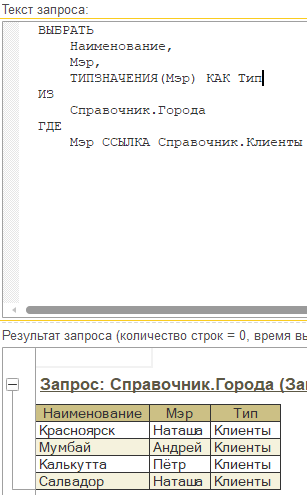 Текст запроса:
ВЫБРАТЬ
Наименование,
Мэр,
ТИПЗНАЧЕНИЯ(Мэр) КАК Тип
ИЗ
Справочник.Города
ГДЕ
Мэр ССЫЛКА Справочник.Клиенты
Результат запроса (количество строк = 0, время вы
Запрос: Справочник.Города (За
Наименование Мэр Тип
Красноярск Наташа Клиенты
Мумбай Андрей Клиенты
Калькутта Пётр Клиенты
Салвадор Наташа Клиенты